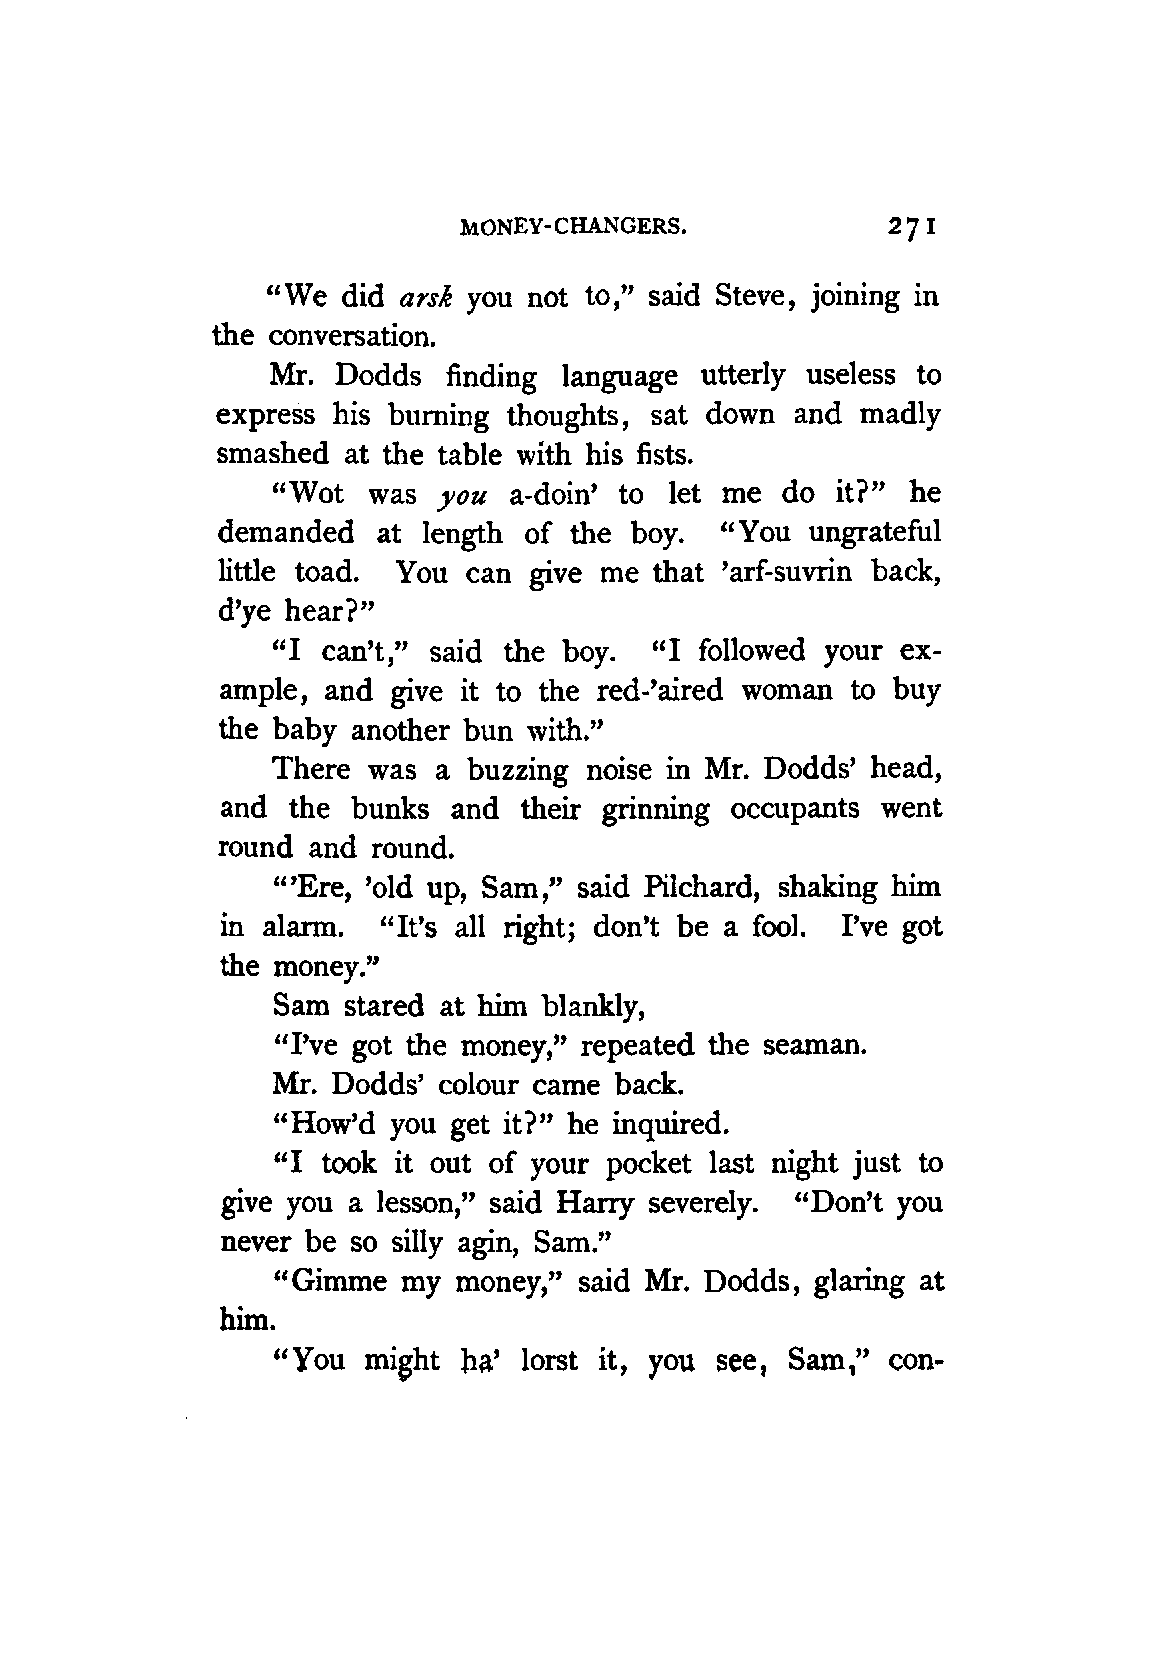 MONEY-CHANGERS. 271
“We did arsk you not to,” said Steve, joining in
the conversation.
Mr. Dodds finding language utterly useless to
express his burning thoughts, sat down and madly
smashed at the table with his fists.
“Wot was you a-doin’ to let me do it?” he
demanded at length of the boy. “You ungrateful
little toad. You can give me that ’arf-suvrin back,
d’ye hear?”
“I can’t,” said the boy. “I followed your ex-
ample, and give it to the red-’aired woman to buy
the baby another bun with.”
There was a buzzing noise in Mr. Dodds’ head,
and the bunks and their grinning occupants went
round and round.
“’Ere, ’old up, Sam,” said Pilchard, shaking him
in alarm. “It’s all right; don’t be a fool. I’ve got
the money.”
Sam stared at him blankly,
“I’ve got the money,” repeated the seaman.
Mr. Dodds’ colour came back.
“How’d you get it?” he inquired.
“I took it out of your pocket last night just to
give you a lesson,” said Harry severely. “Don’t you
never be so silly agin, Sam.”
“Gimme my money,” said Mr. Dodds, glaring at
him.
“You might ha’ lorst it, you see, Sam,” con-